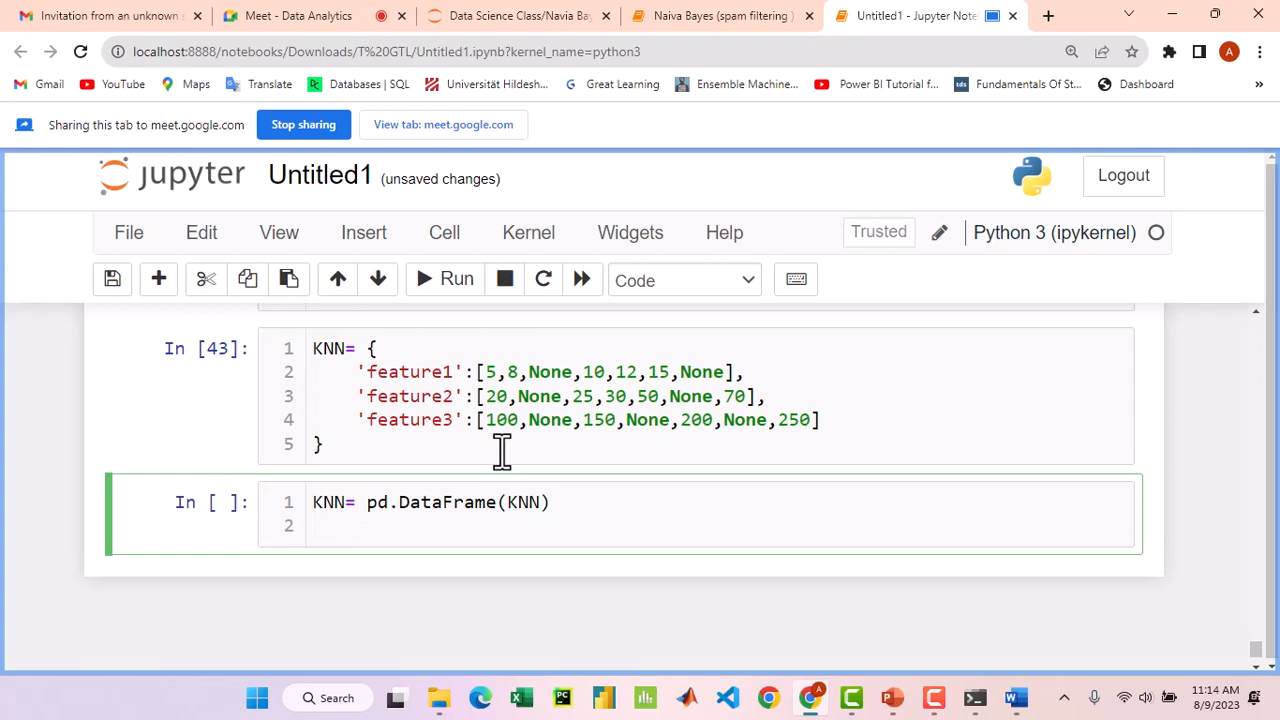 Invitation from an unknown s
Meet - Data Analytics
Data Science Class/Navia Bay
Naiva Bayes (spam filtering )
Untitled1 - Jupyter Note
localhost:8888/notebooks/Downloads/T%20GTL/Untitled1.ipynb?kernel_name=python3
A
Gmail
YouTube
Maps
Translate
Databases | SQL
Universität Hildesh...
Great Learning
Ensemble Machine...
Power BI Tutorial f...
Fundamentals Of St...
Dashboard
»
Sharing this tab to meet.google.com
Stop sharing
View tab: meet.google.com
jupyter Untitled1 (unsaved changes)
Logout
File Edit View Insert Cell Kernel Widgets Help
Trusted
Python 3 (ipykernel)
Run
Code
In [43]:
1 KNN= {
2 'feature1':[5,8,None,10,12,15,None],
3 'feature2':[20,None,25,30,50,None,70],
4 'feature3':[100,None,150,None,200,None,250]
5 }
In [ ]:
1 KNN= pd.DataFrame(KNN)
2
Search
11:14 AM
8/9/2023